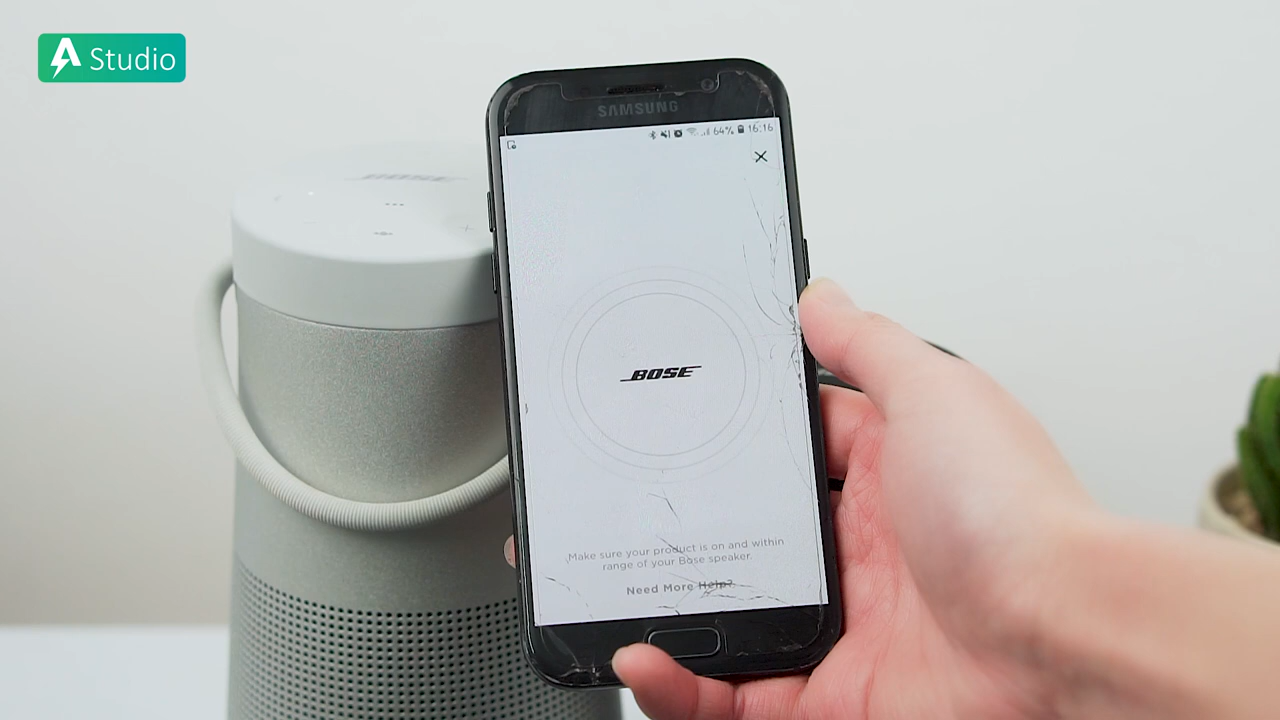 A Studio
SAMSUNG
64% 16:16
BOSE
BOSE
Make sure your product is on and within
range of your Bose speaker.
Need More Help?